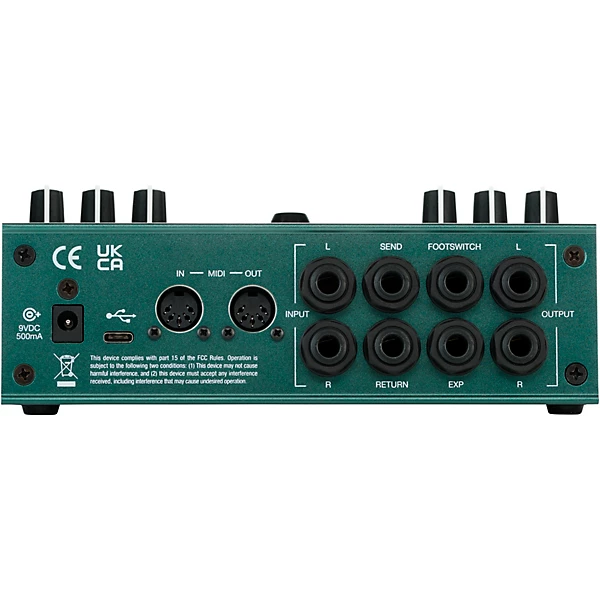 CE
UK
CA
IN MIDI OUT
9VDC
500mA
L SEND FOOTSWITCH L
INPUT OUTPUT
R RETURN EXP R
This device complies with part 15 of the FCC Rules. Operation is
subject to the following two conditions: (1) This device may not cause
harmful interference, and (2) this device must accept any interference
received, including interference that may cause undesired operation.